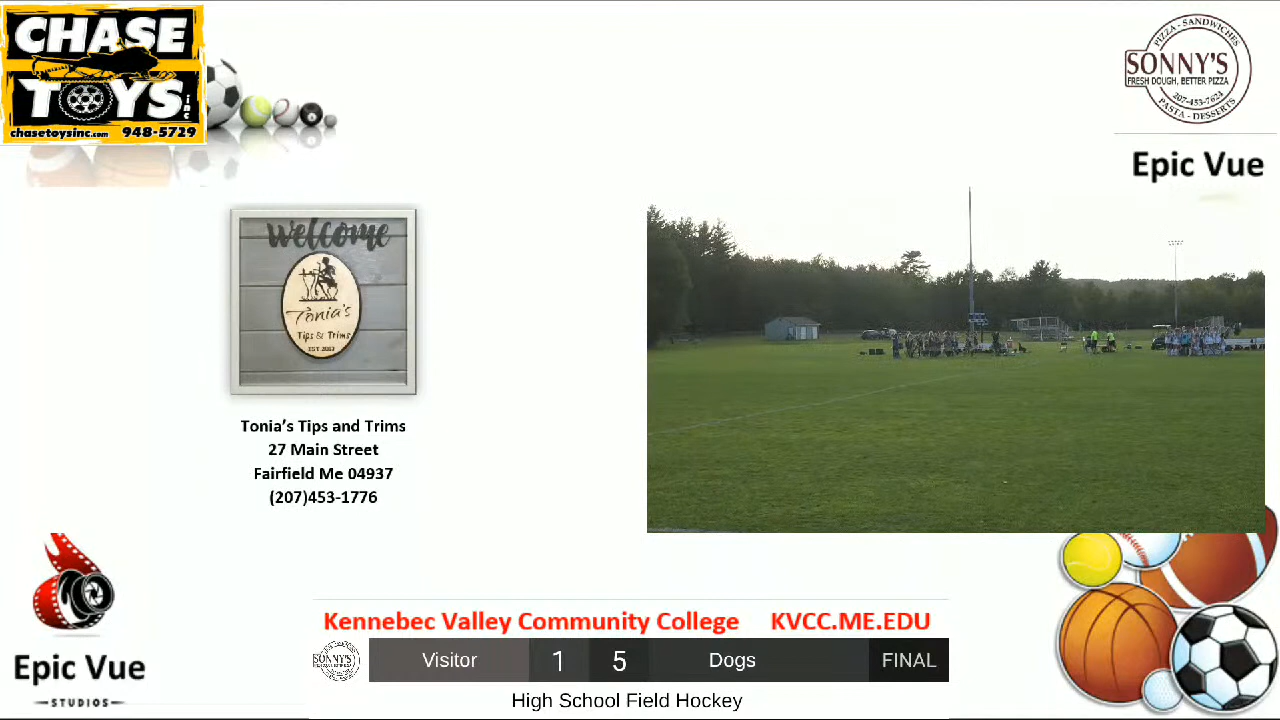 CHASE
TOYS inc
chasetoysinc.com 948-5729
PIZZA - SANDWICHES
SONNY'S
FRESH DOUGH, BETTER PIZZA
207-453-7624
PASTA - DESSERTS
Epic Vue
welcome
Tonia's
Tips & Trims
Tonia's Tips and Trims
27 Main Street
Fairfield Me 04937
(207)453-1776
Epic Vue
STUDIOS
Kennebec Valley Community College KVCC.ME.EDU
SONNY'S Visitor 1 5 Dogs FINAL
High School Field Hockey